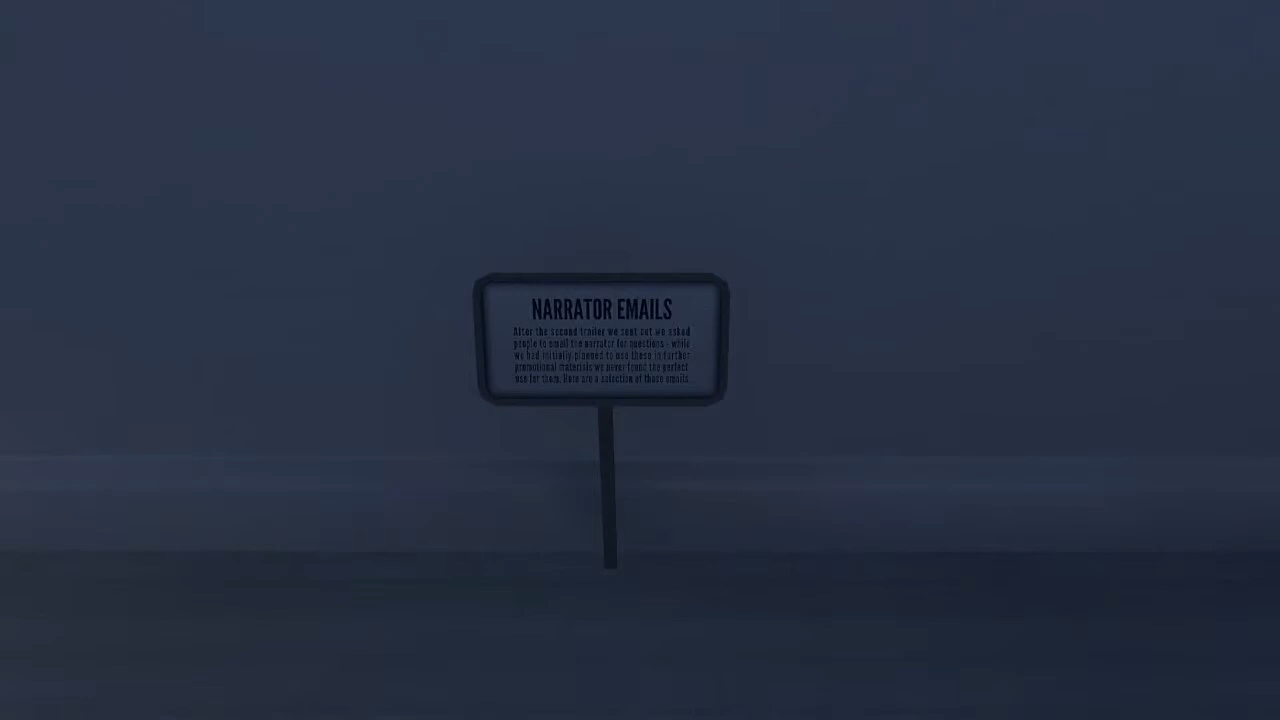 NARRATOR EMAILS
After the second trailer we sent out we asked
people to email the narrator for questions - while
we had initially planned to use these in further
promotional materials we never found the perfect
use for them. Here are a selection of those emails.